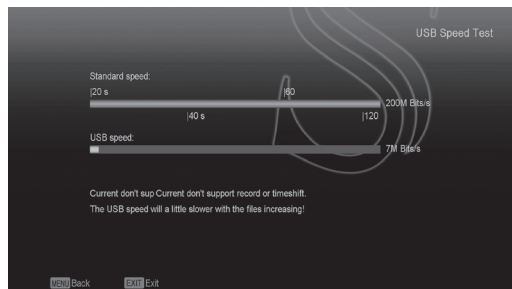 USB Speed Test
Standard speed:
|20 s |60
200M Bits/s
|40 s |120
USB speed:
7M Bits/s
Current don't sup Current don't support record or timeshift.
The USB speed will a little slower with the files increasing!
MENU Back EXIT Exit